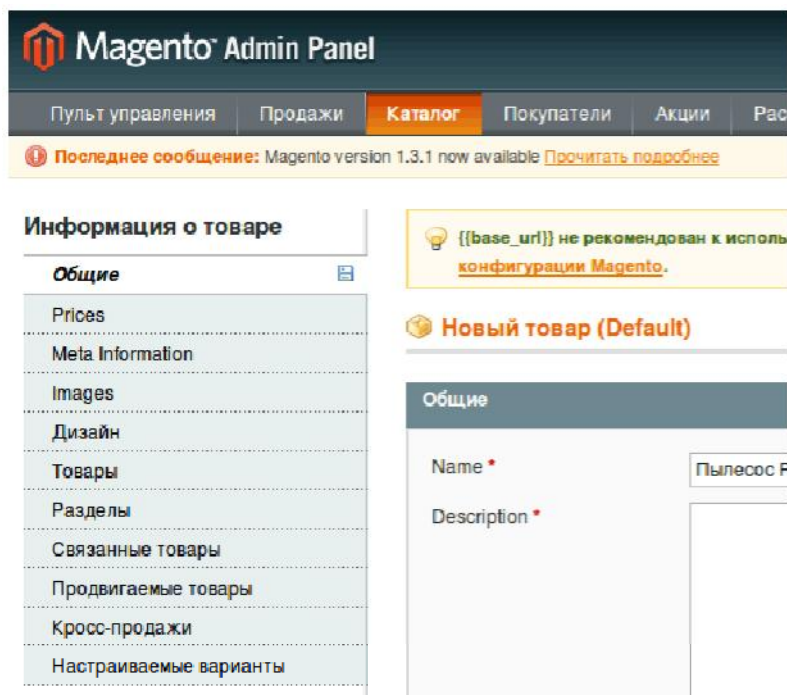 Magento™ Admin Panel
Пульт управления Продажи Каталог Покупатели Акции Рас
Последнее сообщение: Magento version 1.3.1 now available Прочитать подробнее
Информация о товаре
{{base_url}} не рекомендован к исполь
конфигурации Magento.
Общие
Prices
Новый товар (Default)
Meta Information
Images
Общие
Дизайн
Товары
Name * Пылесос
Разделы
Description *
Связанные товары
Продвигаемые товары
Кросс-продажи
Настраиваемые варианты